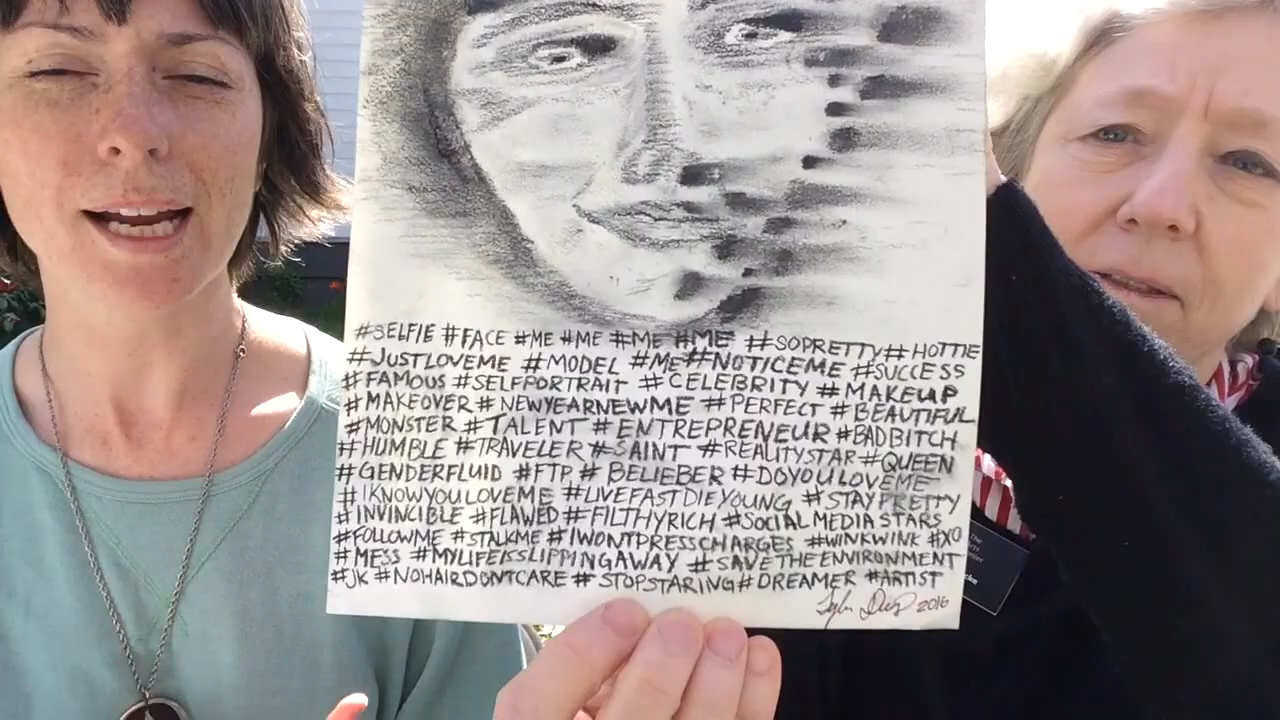 #SELFIE #FACE #ME #ME #ME #ME #SOPRETTY #HOTTIE
#JUSTLOVEME #MODEL #ME #NOTICEME #SUCCESS
#FAMOUS #SELFPORTRAIT #CELEBRITY #MAKEUP
#MAKEOVER #NEWYEARNEWME #PERFECT #BEAUTIFUL
#MONSTER #TALENT #ENTREPRENEUR #BADBITCH
#HUMBLE #TRAVELER #SAINT #REALITYSTAR #QUEEN
#GENDERFLUID #FTP # BELIEBER #DOYOULOVEME
#IKNOWYOULOVEME #LIVEFASTDIEYOUNG #STAYPRETTY
#INVINCIBLE #FLAWED #FILTHYRICH #SOCIALMEDIASTARS
#FOLLOWME #STALKME #IWONTPRESSCHARGES #WINKWINK #XO
#MESS #MYLIFEISSLIPPINGAWAY #SAVETHEENVIRONMENT
#JK #NOHAIRDONTCARE #STOPSTARING #DREAMER #ARTIST
2016